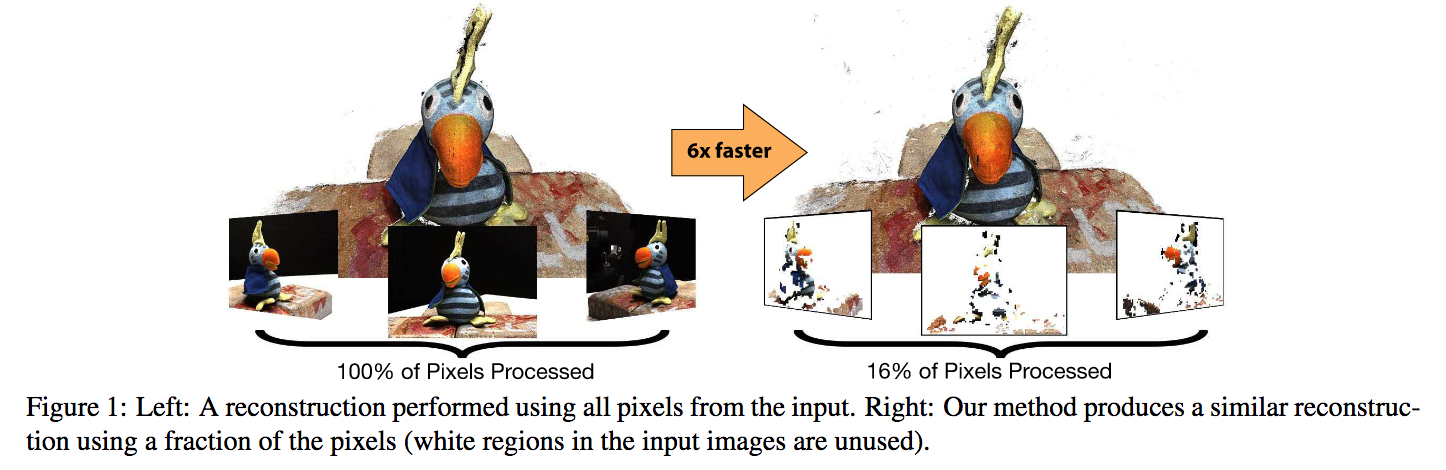 6x faster
100% of Pixels Processed
16% of Pixels Processed
Figure 1: Left: A reconstruction performed using all pixels from the input. Right: Our method produces a similar reconstruc-
tion using a fraction of the pixels (white regions in the input images are unused).